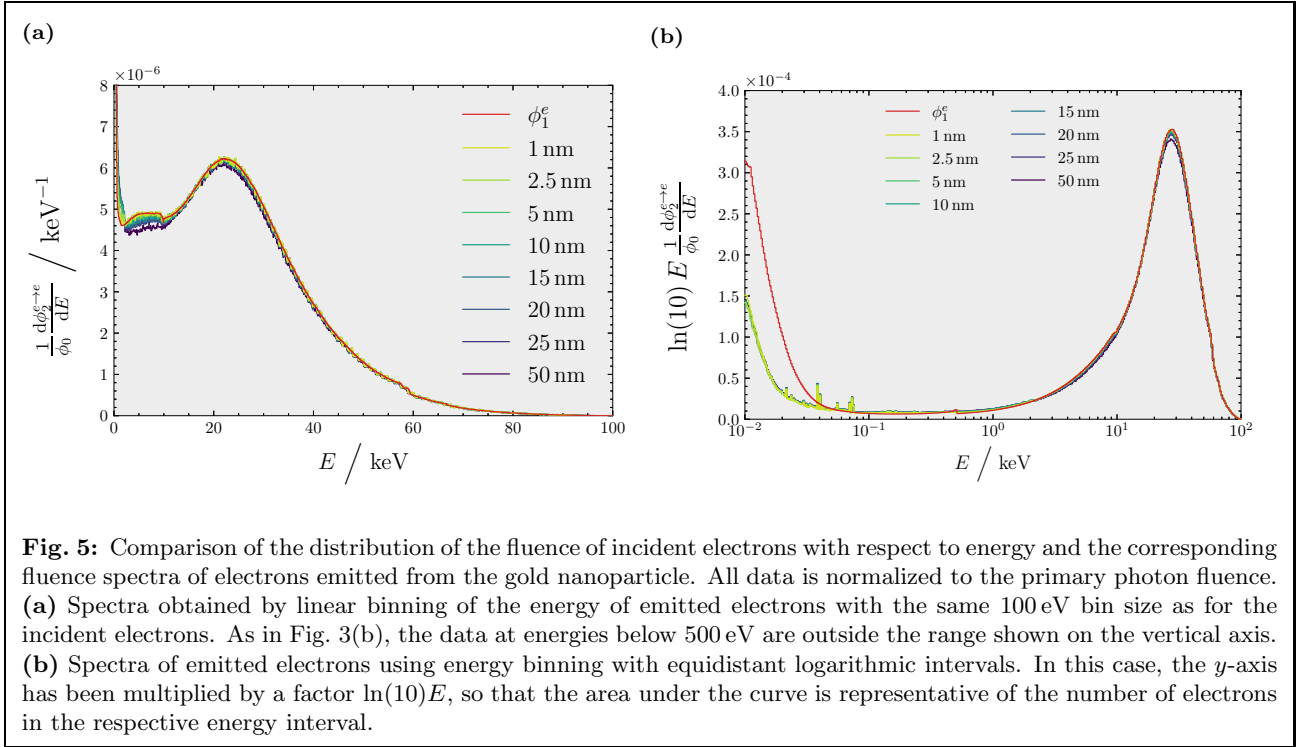 (a)
(b)
×10⁻⁶
8
7
6
5
4
3
2
1
0
0 20 40 60 80 100
E / keV
1/ϕ₀ dϕ₂ᵉ→ᵉ/dE / keV⁻¹
ϕ₁ᵉ
1 nm
2.5 nm
5 nm
10 nm
15 nm
20 nm
25 nm
50 nm
×10⁻⁴
4.0
3.5
3.0
2.5
2.0
1.5
1.0
0.5
0.0
10⁻² 10⁻¹ 10⁰ 10¹ 10²
E / keV
ln(10) E 1/ϕ₀ dϕ₂ᵉ→ᵉ/dE
ϕ₁ᵉ
1 nm
2.5 nm
5 nm
10 nm
15 nm
20 nm
25 nm
50 nm
Fig. 5: Comparison of the distribution of the fluence of incident electrons with respect to energy and the corresponding
fluence spectra of electrons emitted from the gold nanoparticle. All data is normalized to the primary photon fluence.
(a) Spectra obtained by linear binning of the energy of emitted electrons with the same 100 eV bin size as for the
incident electrons. As in Fig. 3(b), the data at energies below 500 eV are outside the range shown on the vertical axis.
(b) Spectra of emitted electrons using energy binning with equidistant logarithmic intervals. In this case, the y-axis
has been multiplied by a factor ln(10)E, so that the area under the curve is representative of the number of electrons
in the respective energy interval.